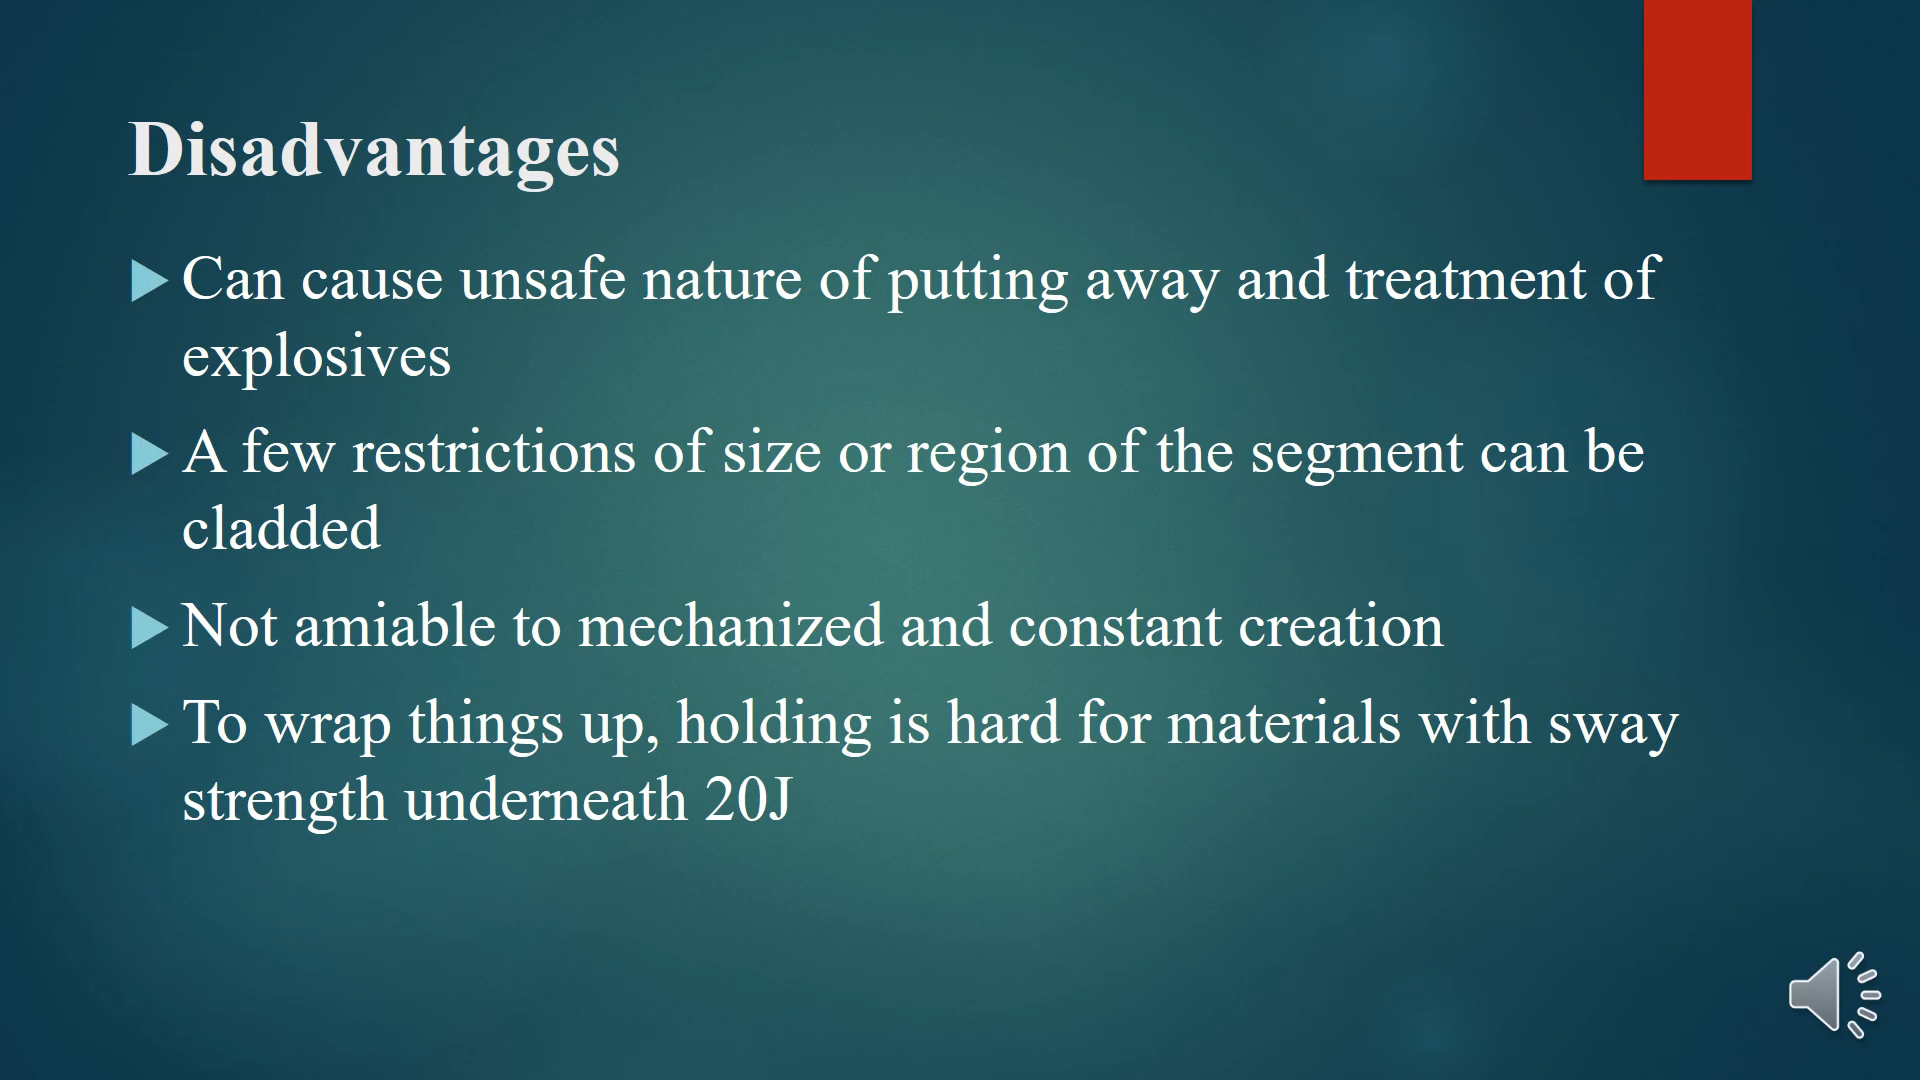 Disadvantages
Can cause unsafe nature of putting away and treatment of
explosives
A few restrictions of size or region of the segment can be
cladded
Not amiable to mechanized and constant creation
To wrap things up, holding is hard for materials with sway
strength underneath 20J